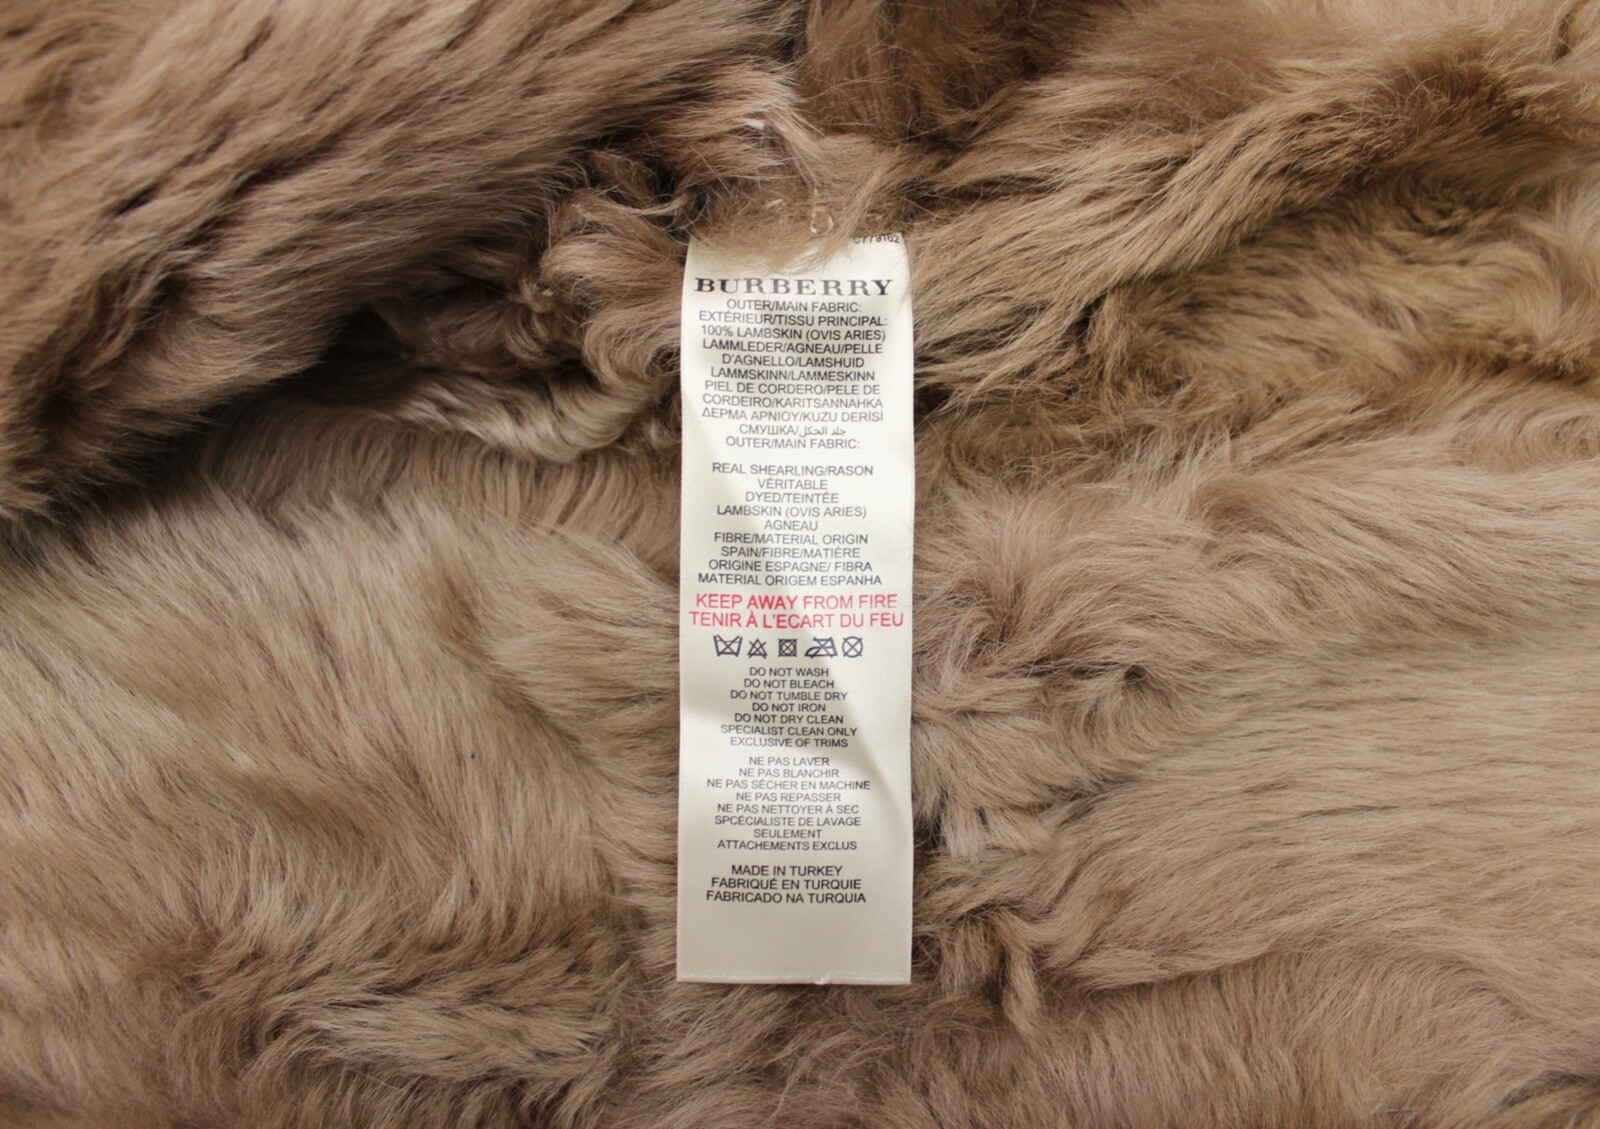 C779162
BURBERRY
OUTER/MAIN FABRIC:
EXTÉRIEUR/TISSU PRINCIPAL:
100% LAMBSKIN (OVIS ARIES)
LAMMLEDER/AGNEAU/PELLE
D'AGNELLO/LAMSHUID
LAMMSKINN/LAMMESKINN
PIEL DE CORDERO/PELE DE
CORDEIRO/KARITSANNAHKA
ΔΕΡΜΑ ΑΡΝΙΟΥ/KUZU DERİSİ
СМУШКА/جلد الحكل
OUTER/MAIN FABRIC:
REAL SHEARLING/RASON
VÉRITABLE
DYED/TEINTÉE
LAMBSKIN (OVIS ARIES)
AGNEAU
FIBRE/MATERIAL ORIGIN
SPAIN/FIBRE/MATIÈRE
ORIGINE ESPAGNE/ FIBRA
MATERIAL ORIGEM ESPANHA
KEEP AWAY FROM FIRE
TENIR À L'ECART DU FEU
DO NOT WASH
DO NOT BLEACH
DO NOT TUMBLE DRY
DO NOT IRON
DO NOT DRY CLEAN
SPECIALIST CLEAN ONLY
EXCLUSIVE OF TRIMS
NE PAS LAVER
NE PAS BLANCHIR
NE PAS SÉCHER EN MACHINE
NE PAS REPASSER
NE PAS NETTOYER À SEC
SPCÉCIALISTE DE LAVAGE
SEULEMENT
ATTACHEMENTS EXCLUS
MADE IN TURKEY
FABRIQUÉ EN TURQUIE
FABRICADO NA TURQUIA